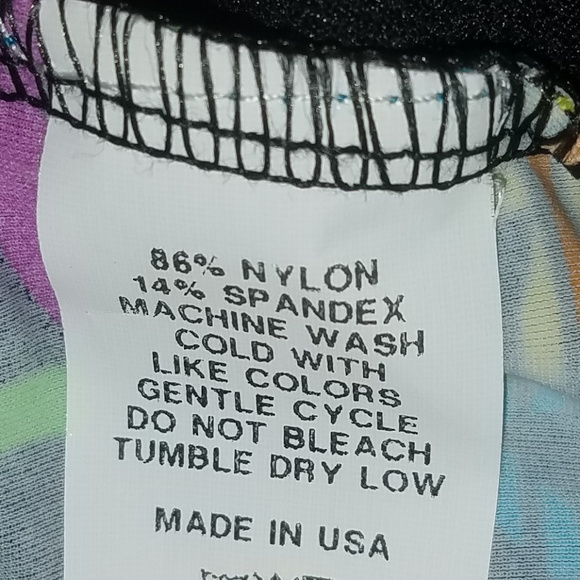 86% NYLON
14% SPANDEX
MACHINE WASH
COLD WITH
LIKE COLORS
GENTLE CYCLE
DO NOT BLEACH
TUMBLE DRY LOW
MADE IN USA